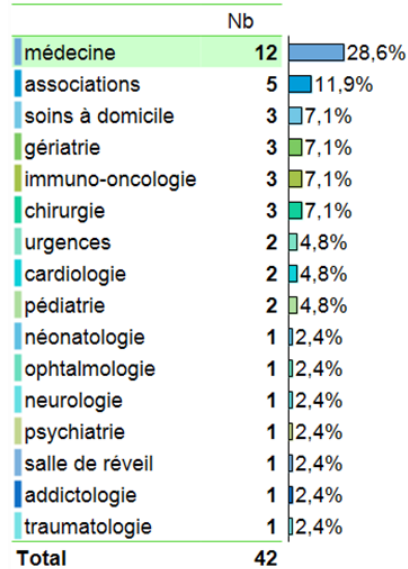 Nb
médecine 12 28,6%
associations 5 11,9%
soins à domicile 3 7,1%
gériatrie 3 7,1%
immuno-oncologie 3 7,1%
chirurgie 3 7,1%
urgences 2 4,8%
cardiologie 2 4,8%
pédiatrie 2 4,8%
néonatologie 1 2,4%
ophtalmologie 1 2,4%
neurologie 1 2,4%
psychiatrie 1 2,4%
salle de réveil 1 2,4%
addictologie 1 2,4%
traumatologie 1 2,4%
Total 42